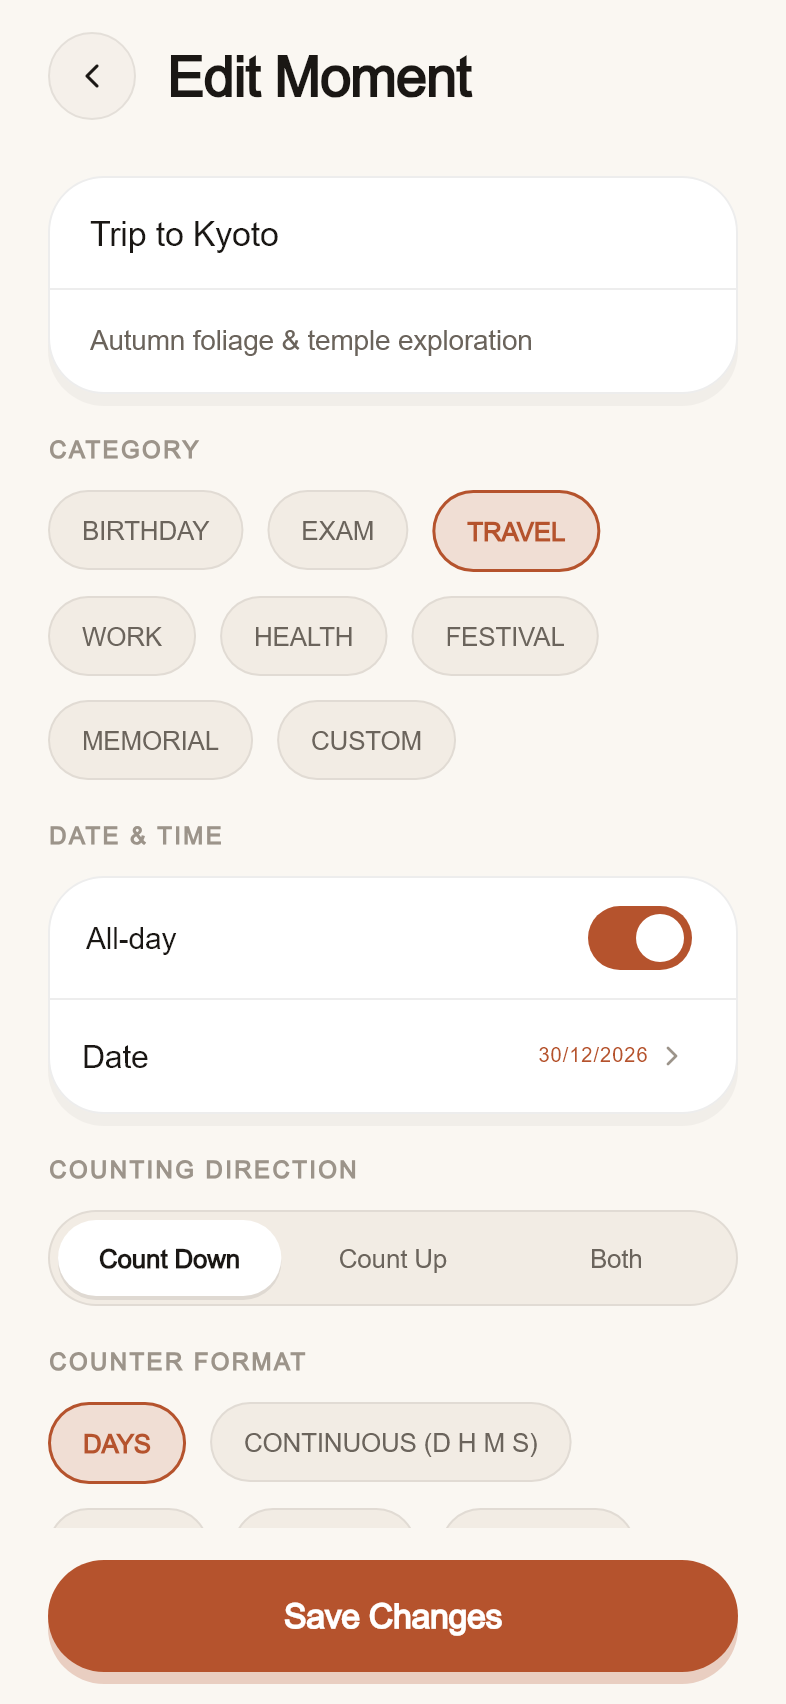 Edit Moment
Trip to Kyoto
Autumn foliage & temple exploration
CATEGORY
BIRTHDAY EXAM TRAVEL
WORK HEALTH FESTIVAL
MEMORIAL CUSTOM
DATE & TIME
All-day
Date 30/12/2026
COUNTING DIRECTION
Count Down Count Up Both
COUNTER FORMAT
DAYS CONTINUOUS (D H M S)
Save Changes